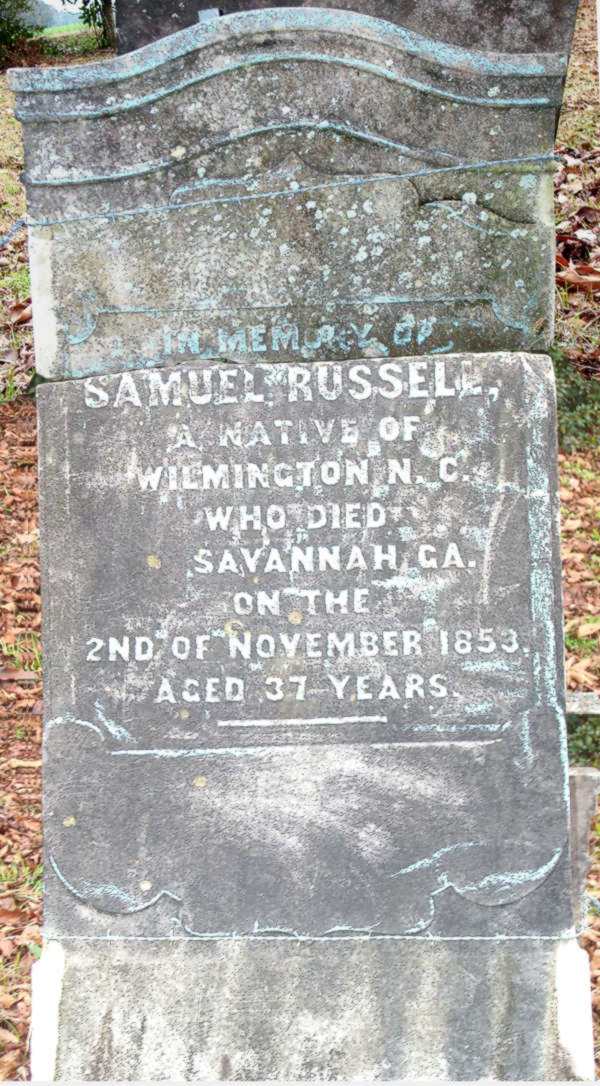 IN MEMORY OF
SAMUEL RUSSELL,
A NATIVE OF
WILMINGTON N. C.
WHO DIED
SAVANNAH GA.
ON THE
2ND OF NOVEMBER 1853.
AGED 37 YEARS.